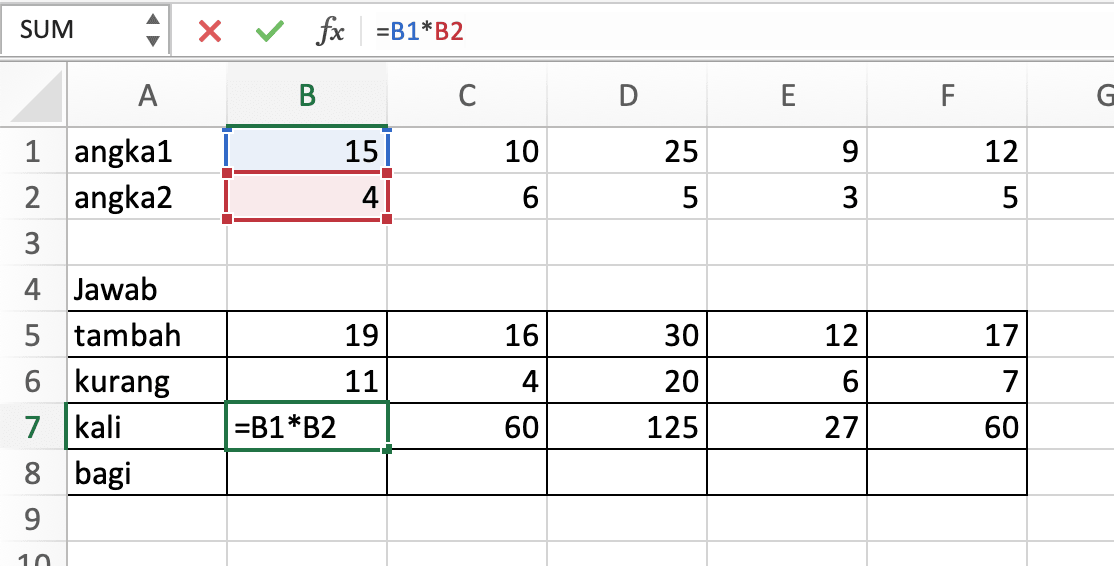 SUM fx =B1*B2
A B C D E F G
1 angka1 15 10 25 9 12
2 angka2 4 6 5 3 5
3
4 Jawab
5 tambah 19 16 30 12 17
6 kurang 11 4 20 6 7
7 kali =B1*B2 60 125 27 60
8 bagi
9
10